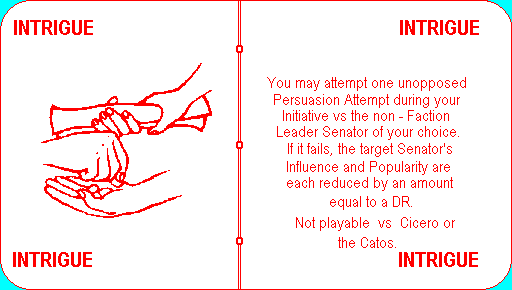 INTRIGUE
INTRIGUE
You may attempt one unopposed
Persuasion Attempt during your
Initiative vs the non - Faction
Leader Senator of your choice.
If it fails, the target Senator's
Influence and Popularity are
each reduced by an amount
equal to a DR.
Not playable vs Cicero or
the Catos.
INTRIGUE
INTRIGUE